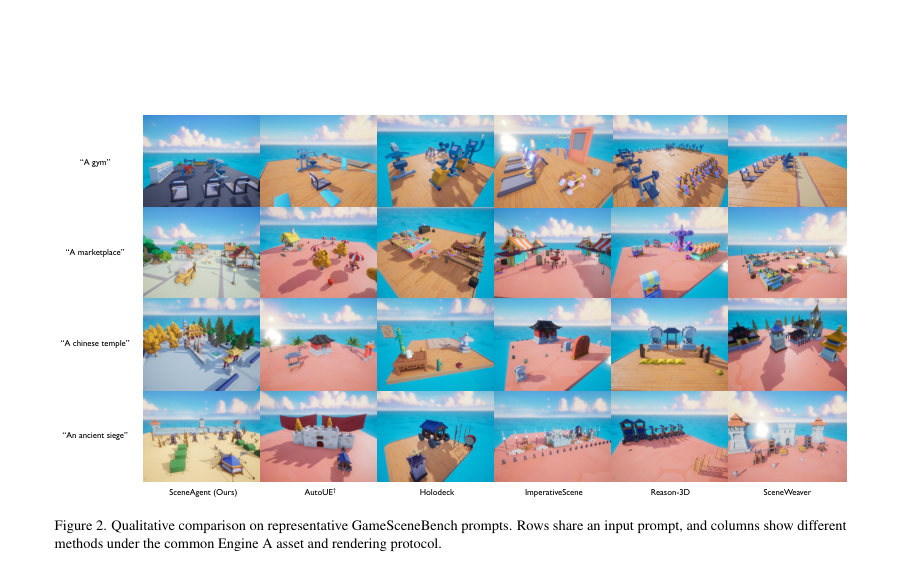 “A gym”
“A marketplace”
“A chinese temple”
“An ancient siege”
SceneAgent (Ours) AutoUE† Holodeck ImperativeScene Reason-3D SceneWeaver
Figure 2. Qualitative comparison on representative GameSceneBench prompts. Rows share an input prompt, and columns show different
methods under the common Engine A asset and rendering protocol.